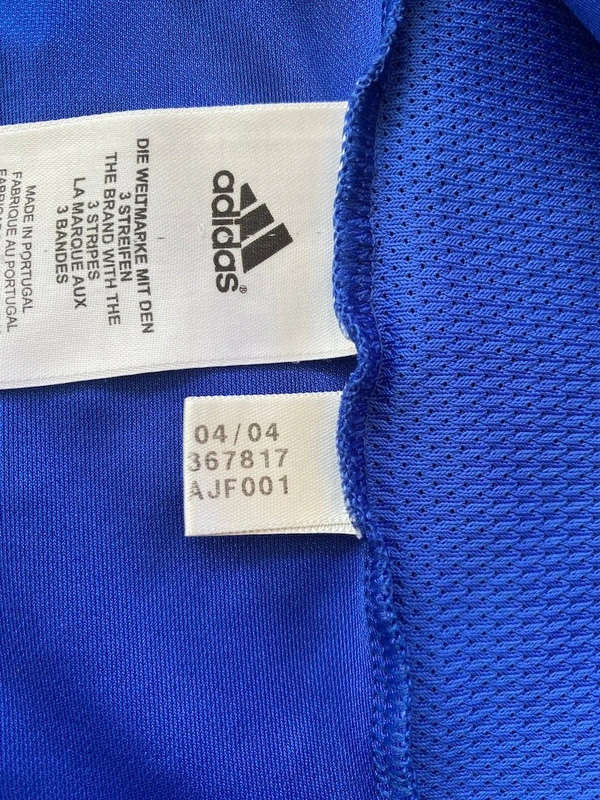 adidas®
DIE WELTMARKE MIT DEN
3 STREIFEN
THE BRAND WITH THE
3 STRIPES
LA MARQUE AUX
3 BANDES
MADE IN PORTUGAL
FABRIQUE AU PORTUGAL
04/04
367817
AJF001